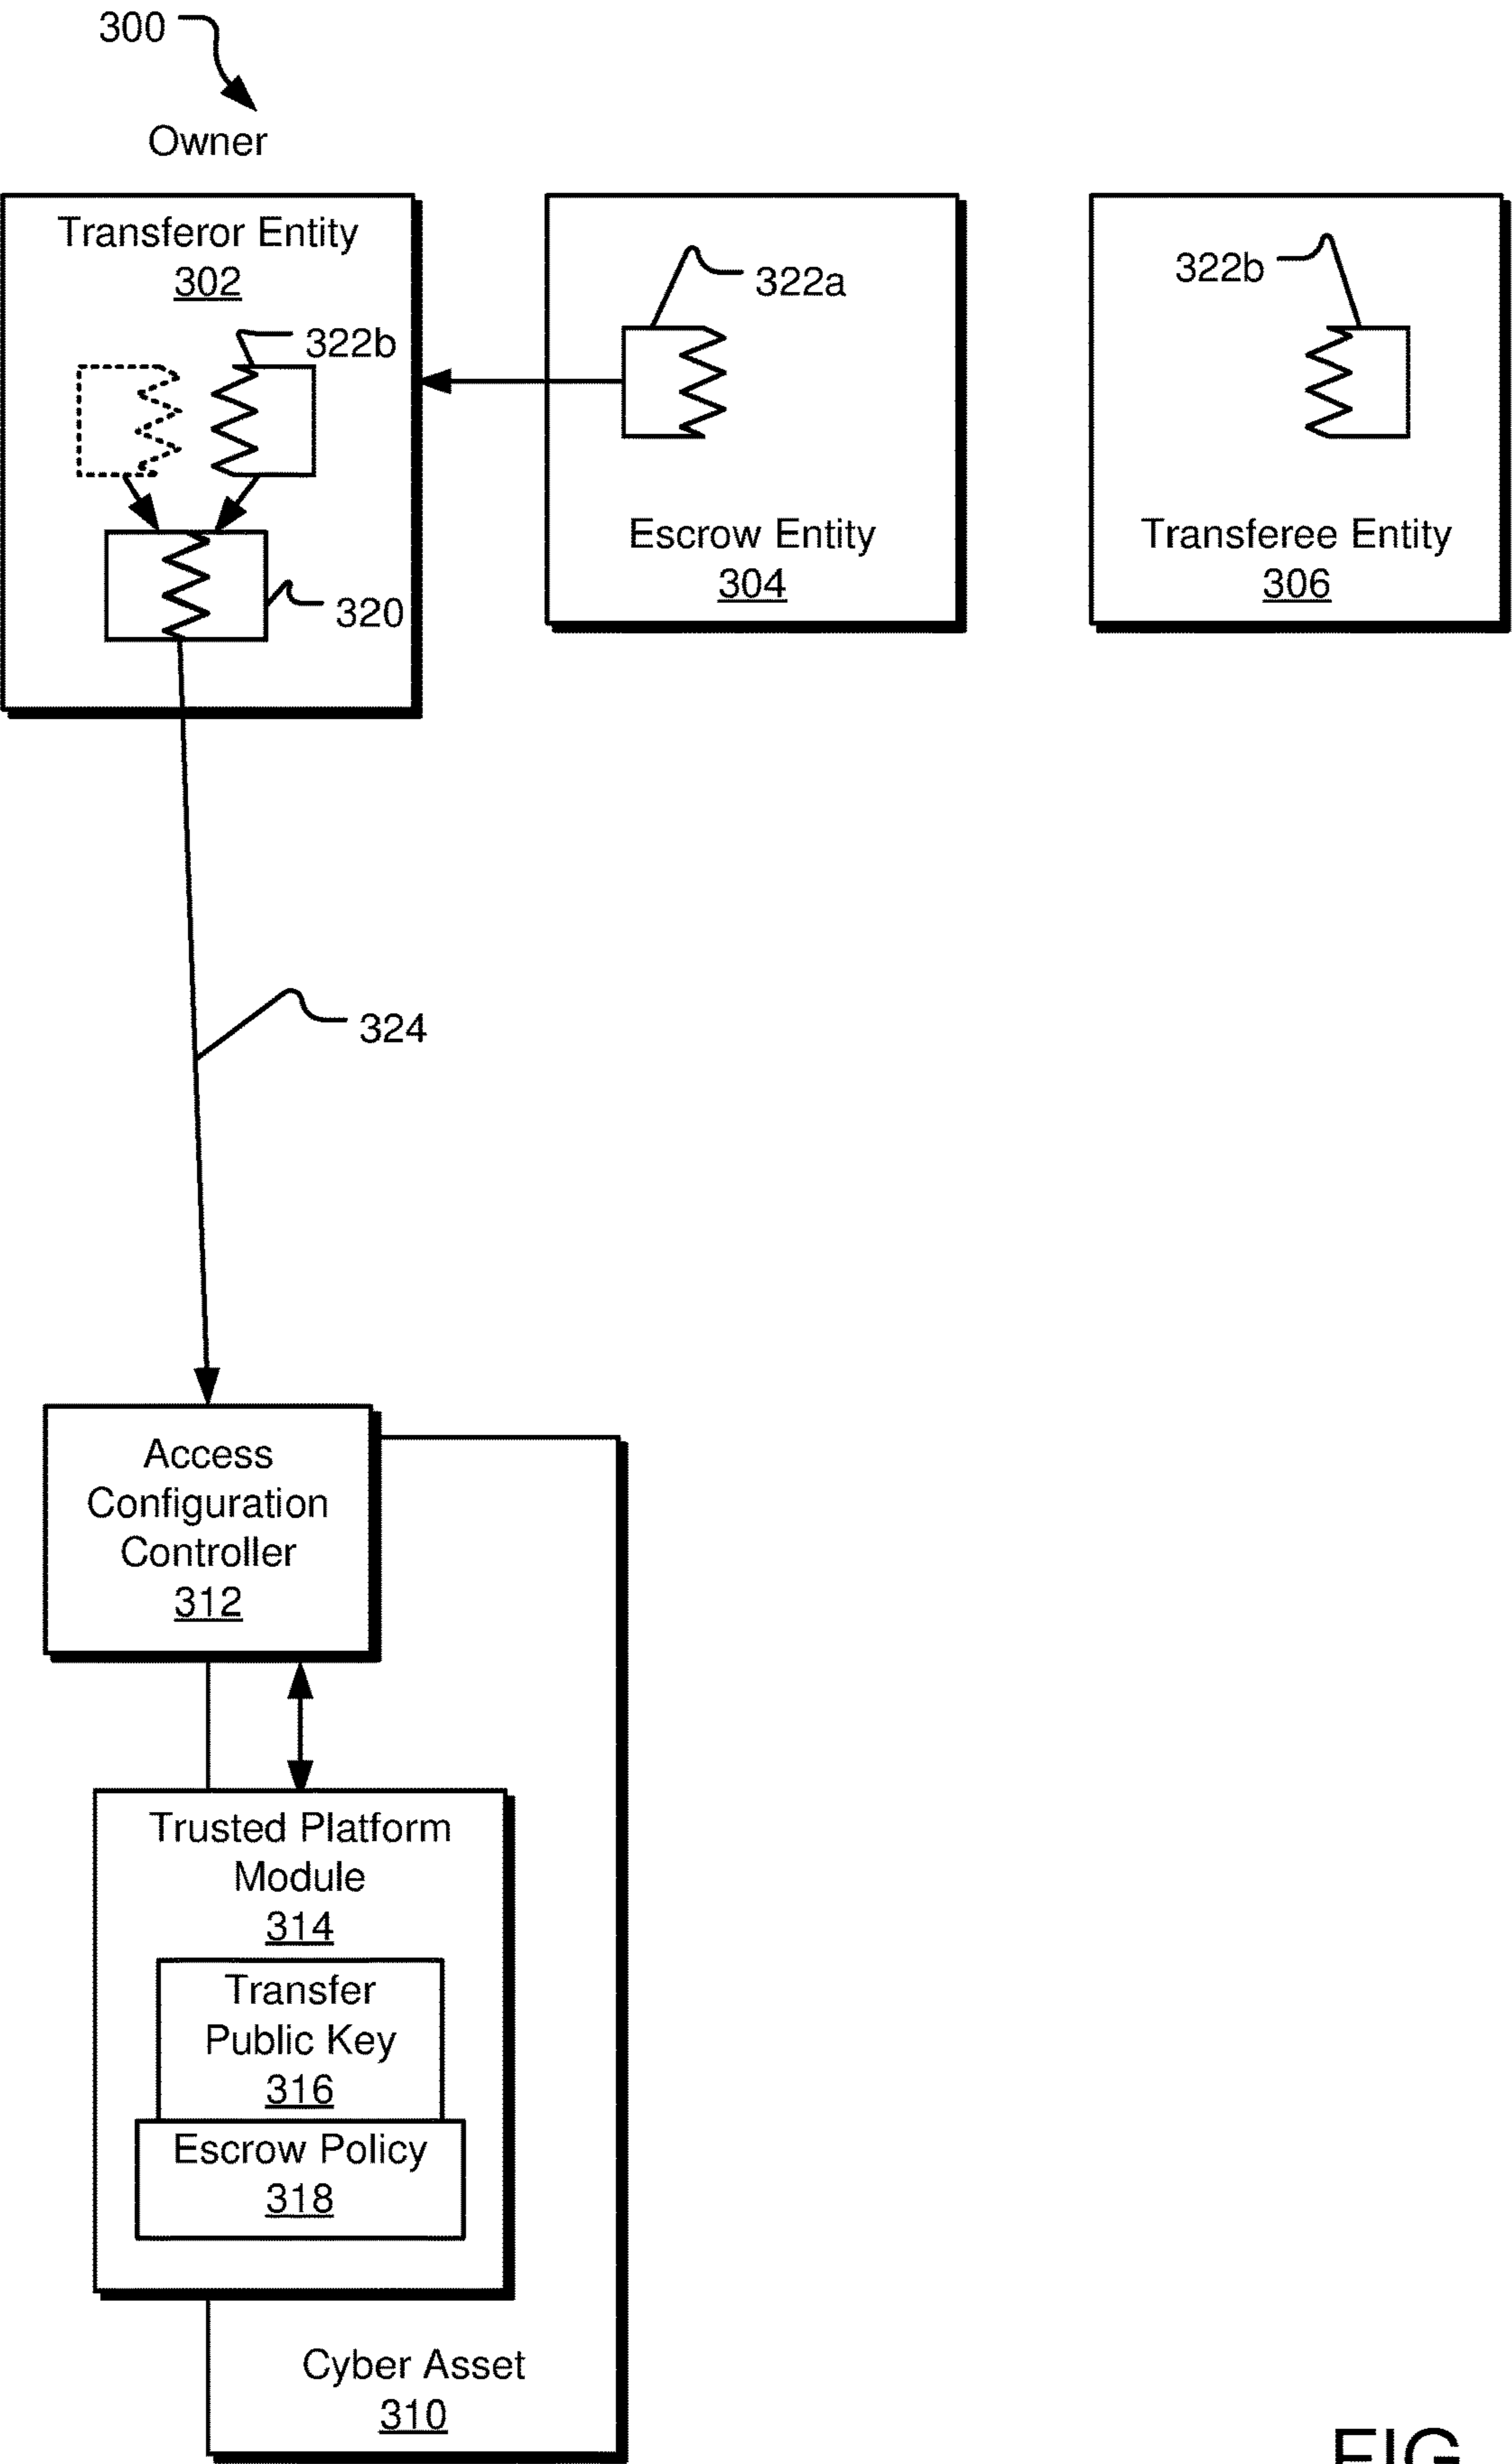 300
Owner
Transferor Entity
302
322b
320
322a
Escrow Entity
304
322b
Transferee Entity
306
324
Access
Configuration
Controller
312
Trusted Platform
Module
314
Transfer
Public Key
316
Escrow Policy
318
Cyber Asset
310
FIG